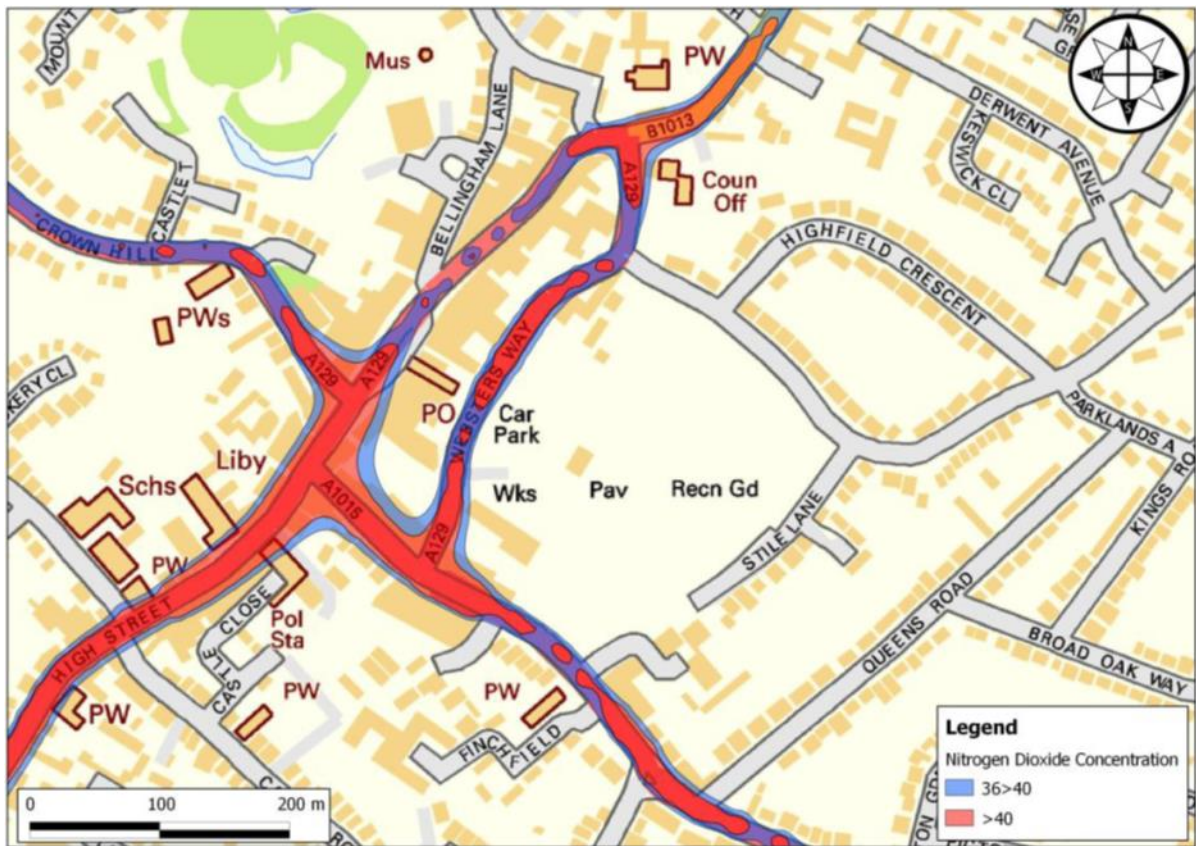 MOUNT
Mus
PW
BELLINGHAM LANE
B1013
A129
Coun
Off
DERWENT AVENUE
KESWICK CL
N
E
S
W
CASTLE T
CROWN HILL
PWs
HIGHFIELD CRESCENT
A129
A129
PO
WEBSTERS WAY
Car
Park
PARKLANDS A
KINGS RO
Liby
Schs
A1015
Wks
Pav
Recn Gd
A129
STILE LANE
PW
HIGH STREET
CASTLE CLOSE
Pol
Sta
QUEENS ROAD
BROAD OAK WAY
PW
PW
PW
FINCHFIELD
Legend
Nitrogen Dioxide Concentration
36>40
>40
0 100 200 m